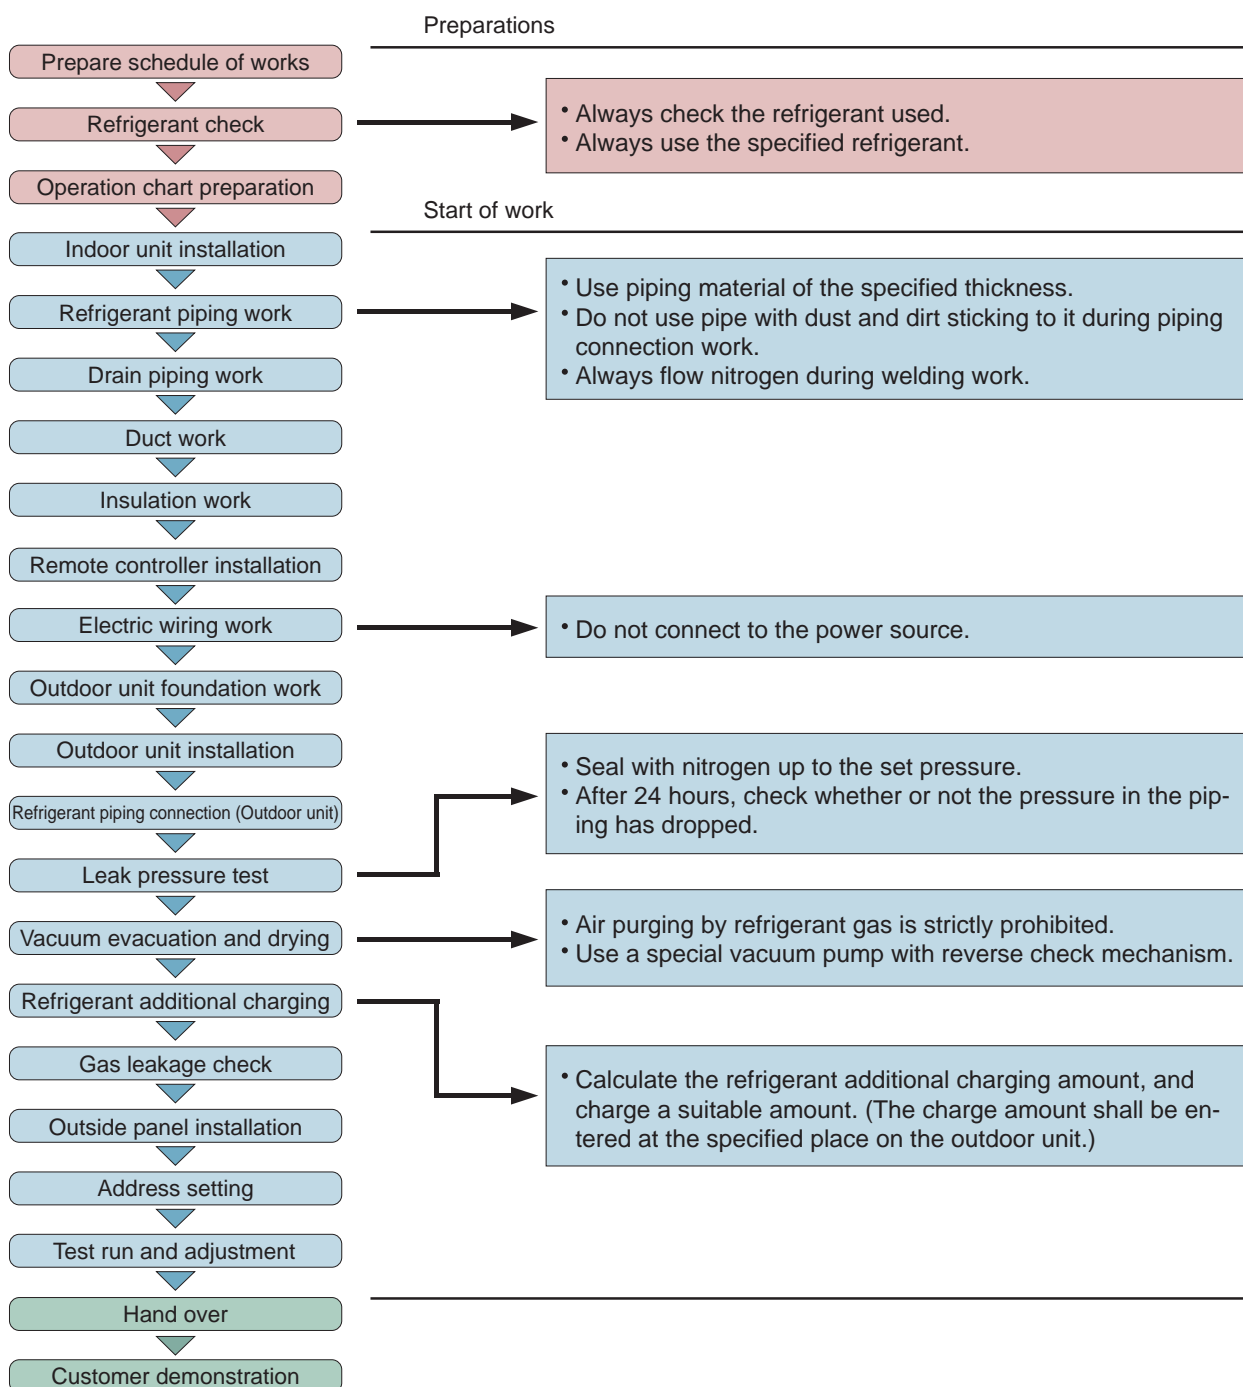 Preparations
Prepare schedule of works
Refrigerant check
• Always check the refrigerant used.
• Always use the specified refrigerant.
Operation chart preparation
Start of work
Indoor unit installation
Refrigerant piping work
• Use piping material of the specified thickness.
• Do not use pipe with dust and dirt sticking to it during piping
connection work.
• Always flow nitrogen during welding work.
Drain piping work
Duct work
Insulation work
Remote controller installation
Electric wiring work
• Do not connect to the power source.
Outdoor unit foundation work
Outdoor unit installation
Refrigerant piping connection (Outdoor unit)
Leak pressure test
• Seal with nitrogen up to the set pressure.
• After 24 hours, check whether or not the pressure in the pip-
ing has dropped.
Vacuum evacuation and drying
• Air purging by refrigerant gas is strictly prohibited.
• Use a special vacuum pump with reverse check mechanism.
Refrigerant additional charging
• Calculate the refrigerant additional charging amount, and
charge a suitable amount. (The charge amount shall be en-
tered at the specified place on the outdoor unit.)
Gas leakage check
Outside panel installation
Address setting
Test run and adjustment
Hand over
Customer demonstration